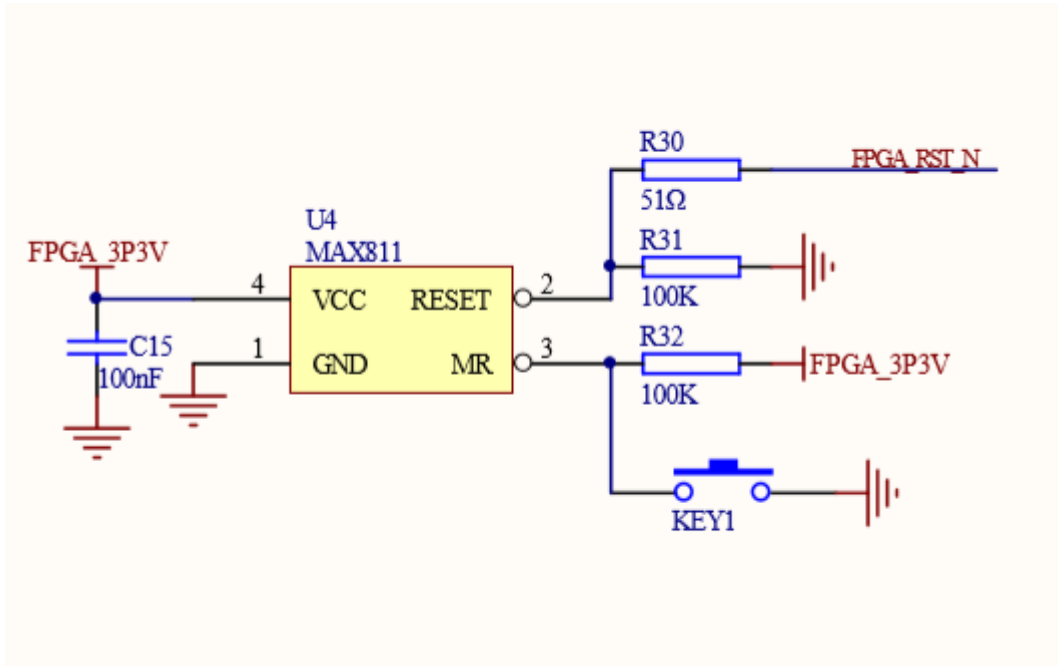 R30
FPGA_RST_N
51Ω
U4
MAX811
R31
FPGA_3P3V
4
VCC
RESET
2
100K
R32
C15
100nF
1
GND
MR
3
FPGA_3P3V
100K
KEY1